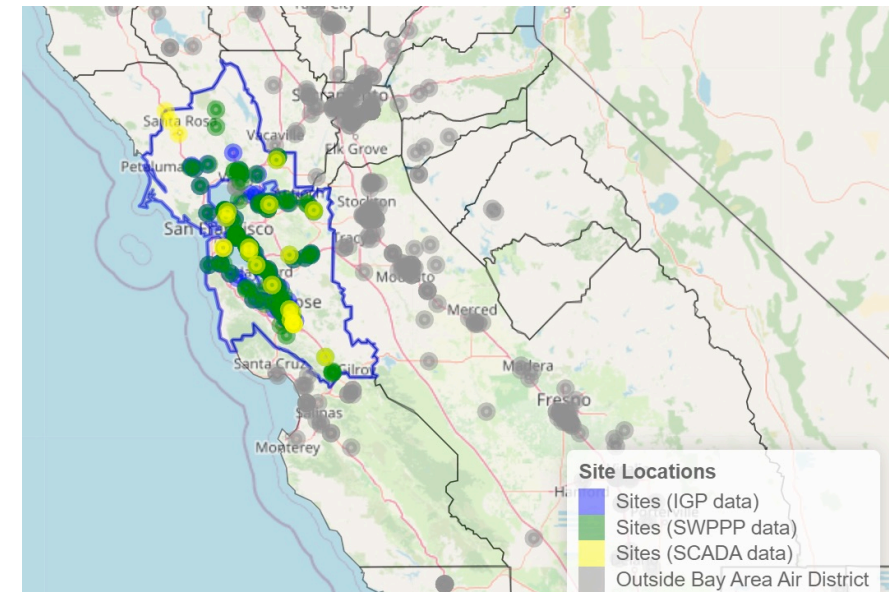 Santa Rosa
Vacaville
Elk Grove
Petaluma
Stockton
San Francisco
Tracy
Modesto
Merced
Santa Cruz
Gilroy
Madera
Salinas
Fresno
Monterey
Site Locations
Sites (IGP data)
Sites (SWPPP data)
Sites (SCADA data)
Outside Bay Area Air District